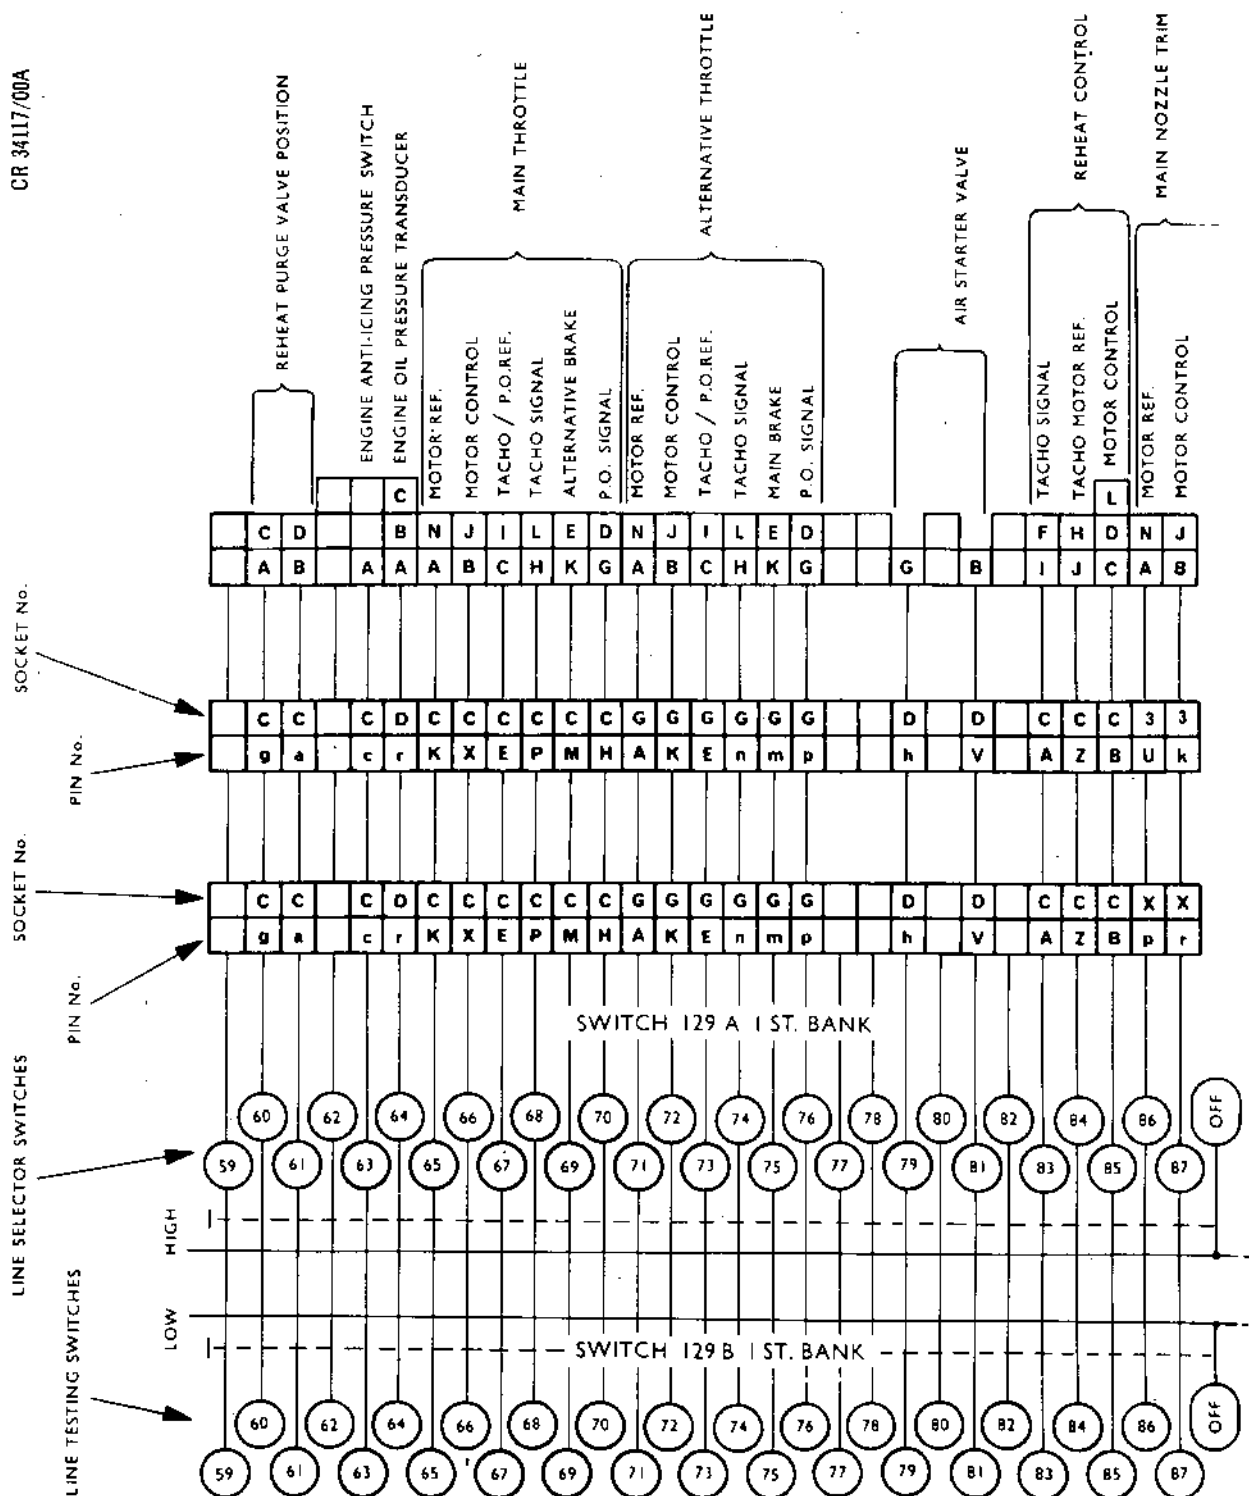 CR 34117/00A
REHEAT PURGE VALVE POSITION
ENGINE ANTI-ICING PRESSURE SWITCH
ENGINE OIL PRESSURE TRANSDUCER
MAIN THROTTLE
MOTOR REF.
MOTOR CONTROL
TACHO / P.O.REF.
TACHO SIGNAL
ALTERNATIVE BRAKE
P.O. SIGNAL
ALTERNATIVE THROTTLE
MOTOR REF.
MOTOR CONTROL
TACHO / P.O.REF.
TACHO SIGNAL
MAIN BRAKE
P.O. SIGNAL
AIR STARTER VALVE
REHEAT CONTROL
TACHO SIGNAL
TACHO MOTOR REF.
MOTOR CONTROL
MAIN NOZZLE TRIM
MOTOR REF.
MOTOR CONTROL
C L
C D B N J I L E D N J I L E D F H D N J
A B A A A B C H K G A B C H K G G B I J C A B
SOCKET No.
C C C D C C C C C C G G G G G G D D C C C 3 3
PIN No.
g a c r K X E P M H A K E n m p h V A Z B U k
SOCKET No.
C C C D C C C C C C G G G G G G D D C C C X X
PIN No.
g a c r K X E P M H A K E n m p h V A Z B p r
SWITCH 129 A 1 ST. BANK
LINE SELECTOR SWITCHES
60 62 64 66 68 70 72 74 76 78 80 82 84 86 OFF
59 61 63 65 67 69 71 73 75 77 79 81 83 85 87
HIGH
LOW
SWITCH 129 B 1 ST. BANK
LINE TESTING SWITCHES
60 62 64 66 68 70 72 74 76 78 80 82 84 86 OFF
59 61 63 65 67 69 71 73 75 77 79 81 83 85 87